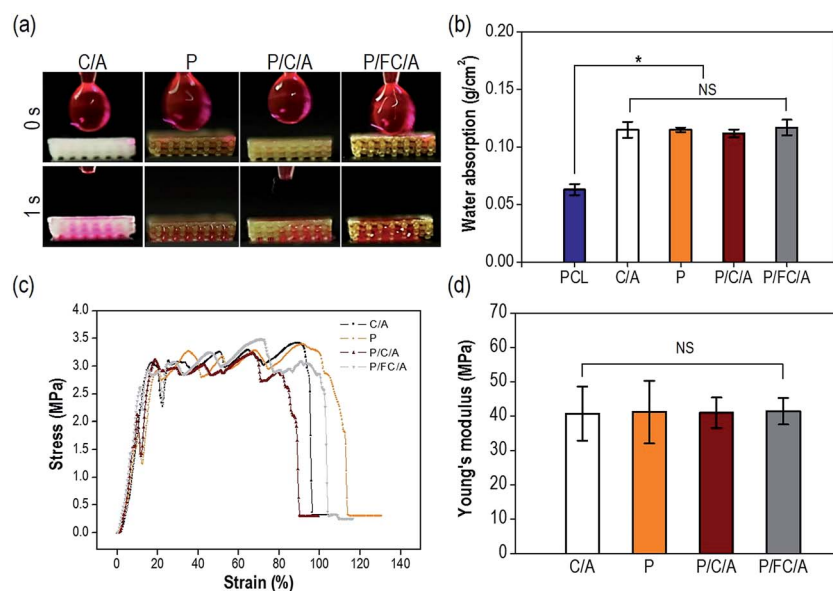 (a)
C/A P P/C/A P/FC/A
0 s
1 s
(b)
Water absorption (g/cm²)
0.20
0.15
0.10
0.05
0.00
*
NS
PCL C/A P P/C/A P/FC/A
(c)
Stress (MPa)
4.0
3.5
3.0
2.5
2.0
1.5
1.0
0.5
0.0
C/A
P
P/C/A
P/FC/A
0 20 40 60 80 100 120 140
Strain (%)
(d)
Young's modulus (MPa)
70
60
50
40
30
20
10
0
NS
C/A P P/C/A P/FC/A